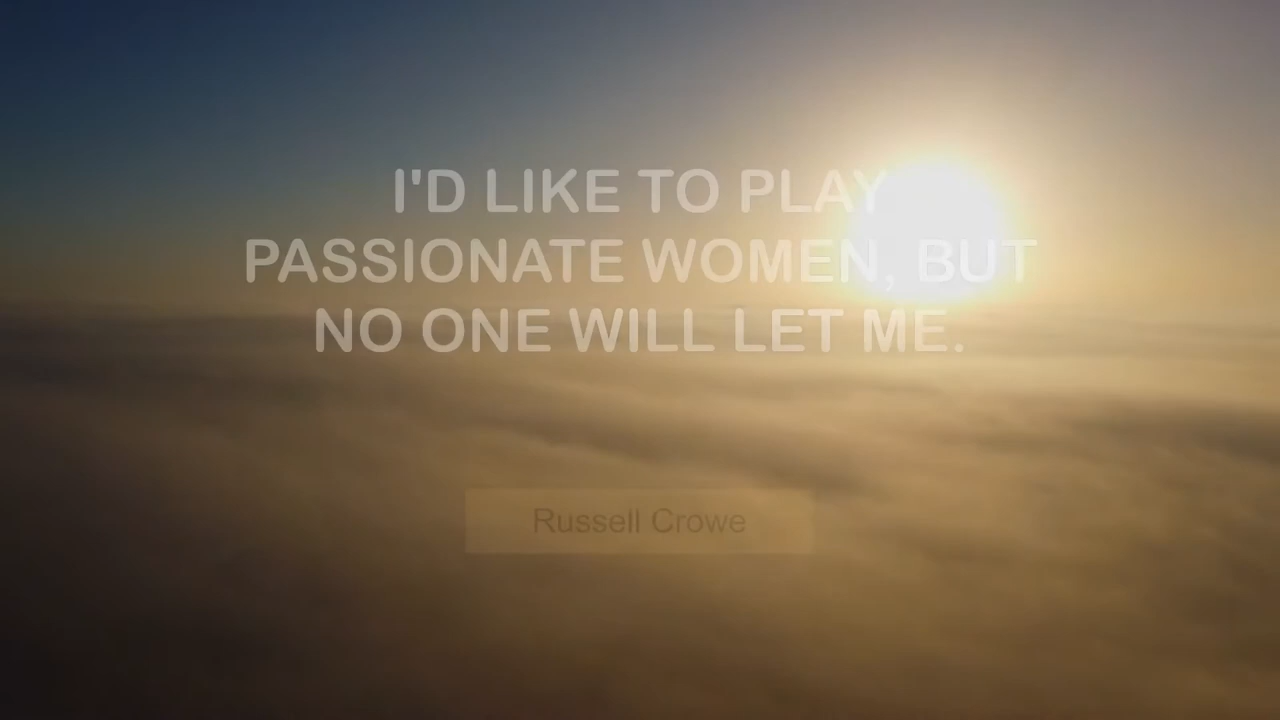 I'D LIKE TO PLAY
PASSIONATE WOMEN, BUT
NO ONE WILL LET ME.
Russell Crowe